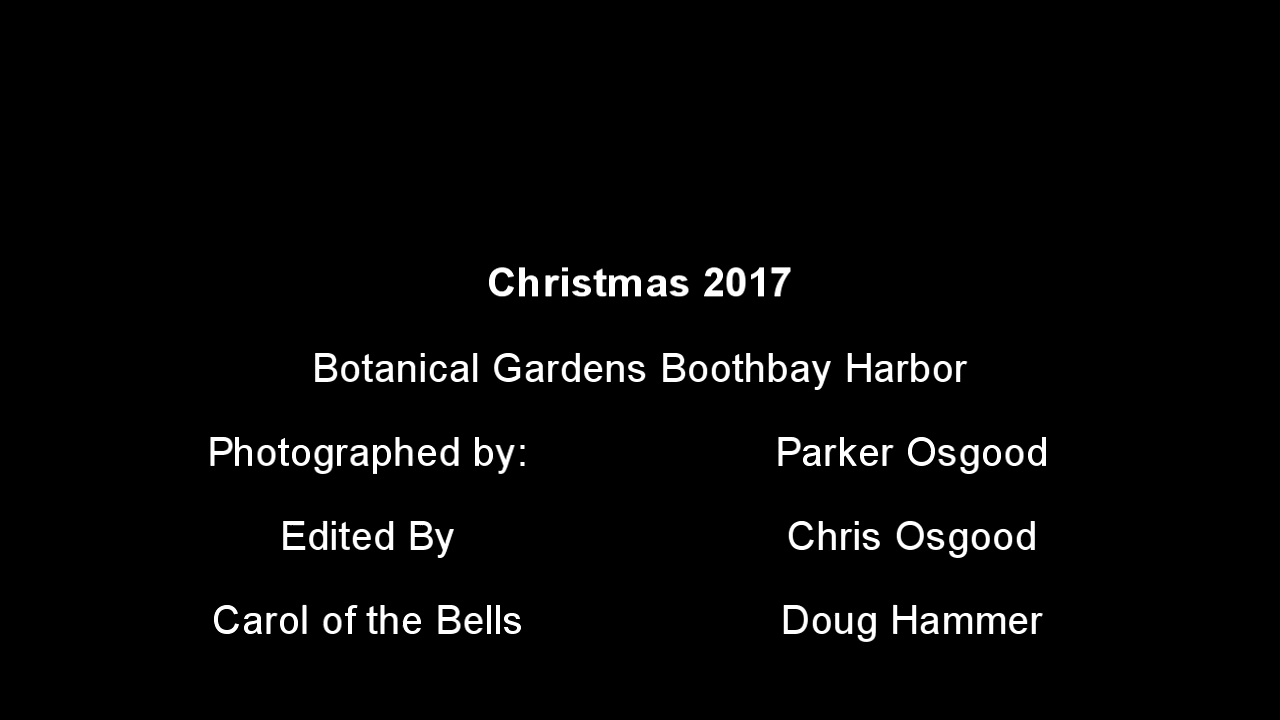 Christmas 2017
Botanical Gardens Boothbay Harbor
Photographed by: Parker Osgood
Edited By Chris Osgood
Carol of the Bells Doug Hammer